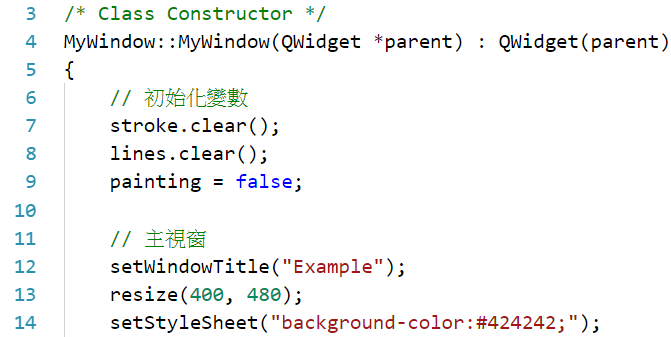 3 /* Class Constructor */
4 MyWindow::MyWindow(QWidget *parent) : QWidget(parent)
5 {
6 // 初始化變數
7 stroke.clear();
8 lines.clear();
9 painting = false;
10
11 // 主視窗
12 setWindowTitle("Example");
13 resize(400, 480);
14 setStyleSheet("background-color:#424242;");